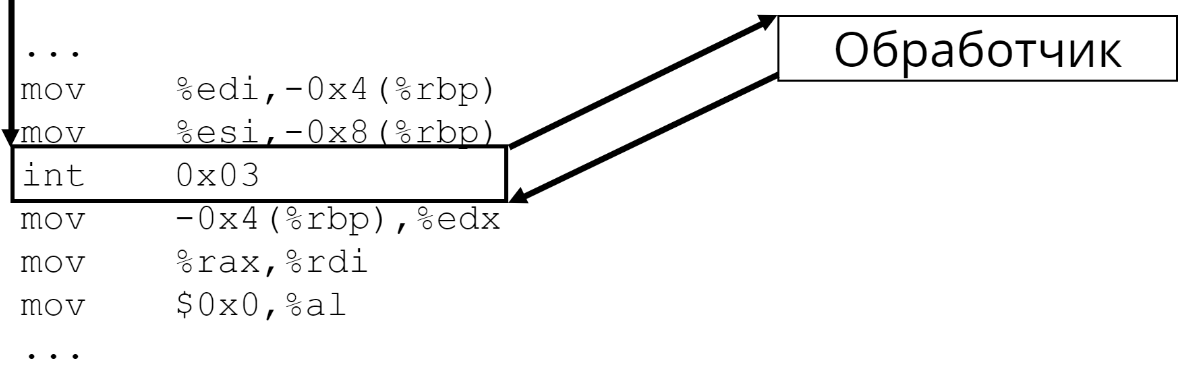 ...
Обработчик
mov %edi,-0x4(%rbp)
mov %esi,-0x8(%rbp)
int 0x03
mov -0x4(%rbp),%edx
mov %rax,%rdi
mov $0x0,%al
...